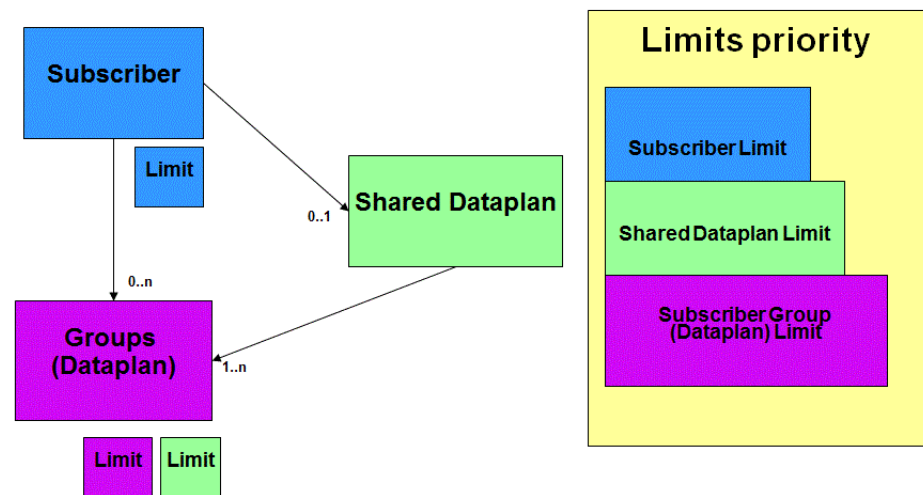 Subscriber
Limit
Shared Dataplan
0..1
0..n
Groups
(Dataplan)
1..n
Limit
Limit
Limits priority
Subscriber Limit
Shared Dataplan Limit
Subscriber Group
(Dataplan) Limit